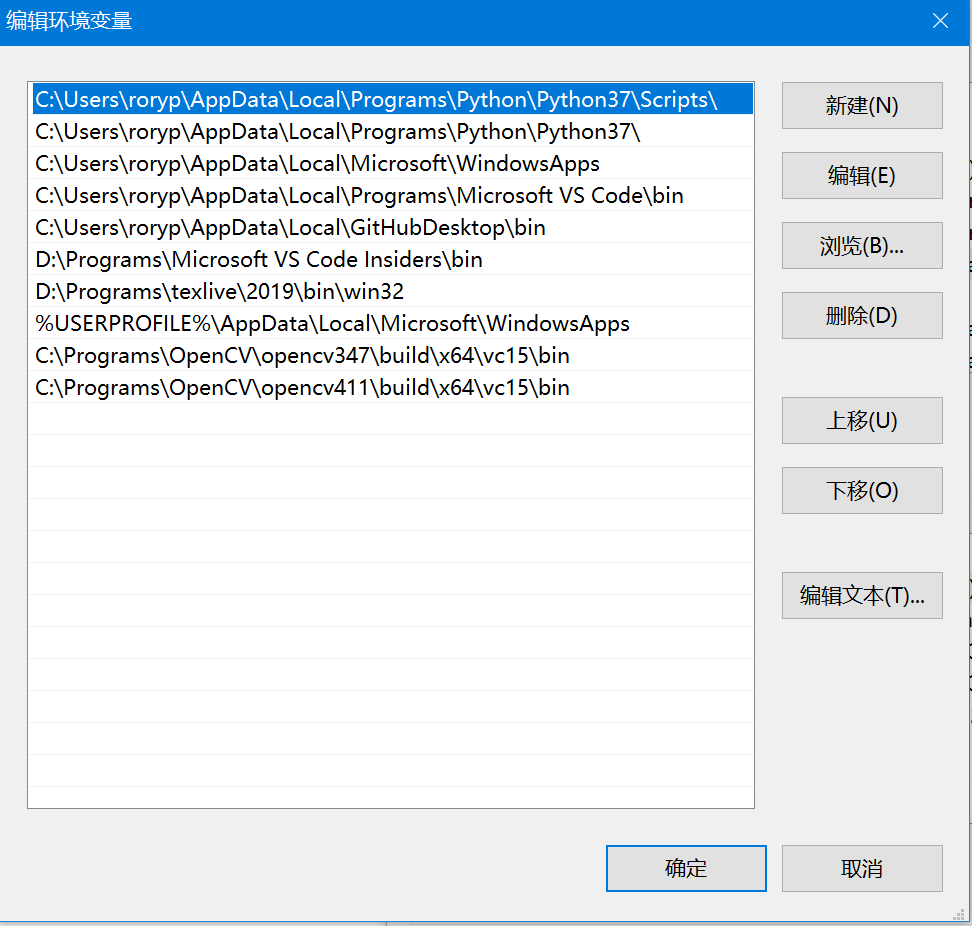 编辑环境变量
C:\Users\roryp\AppData\Local\Programs\Python\Python37\Scripts\
C:\Users\roryp\AppData\Local\Programs\Python\Python37\
C:\Users\roryp\AppData\Local\Microsoft\WindowsApps
C:\Users\roryp\AppData\Local\Programs\Microsoft VS Code\bin
C:\Users\roryp\AppData\Local\GitHubDesktop\bin
D:\Programs\Microsoft VS Code Insiders\bin
D:\Programs\texlive\2019\bin\win32
%USERPROFILE%\AppData\Local\Microsoft\WindowsApps
C:\Programs\OpenCV\opencv347\build\x64\vc15\bin
C:\Programs\OpenCV\opencv411\build\x64\vc15\bin
新建(N)
编辑(E)
浏览(B)...
删除(D)
上移(U)
下移(O)
编辑文本(T)...
确定
取消